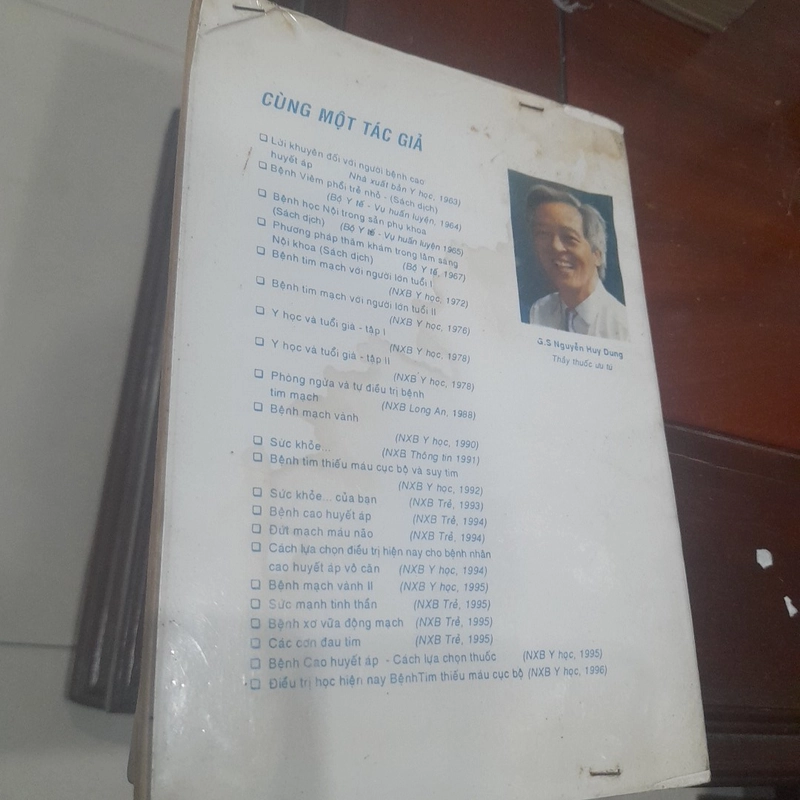 CÙNG MỘT TÁC GIẢ
❑ Lời khuyên đối với người bệnh cao
huyết áp Nhà xuất bản Y học, 1963)
❑ Bệnh Viêm phổi trẻ nhỏ - (Sách dịch)
(Bộ Y tế - Vụ huấn luyện, 1964)
❑ Bệnh học Nội trong sản phụ khoa
(Sách dịch) (Bộ Y tế - Vụ huấn luyện 1965)
❑ Phương pháp thăm khám trong lâm sàng
Nội khoa (Sách dịch) (Bộ Y tế, 1967)
❑ Bệnh tim mạch với người lớn tuổi I
(NXB Y học, 1972)
❑ Bệnh tim mạch với người lớn tuổi II
(NXB Y học, 1976)
❑ Y học và tuổi già - tập I
(NXB Y học, 1978)
❑ Y học và tuổi già - tập II
(NXB Y học, 1978)
❑ Phòng ngừa và tự điều trị bệnh
tim mạch (NXB Long An, 1988)
❑ Bệnh mạch vành
(NXB Y học, 1990)
❑ Sức khỏe... (NXB Thông tin 1991)
❑ Bệnh tim thiếu máu cục bộ và suy tim
(NXB Y học, 1992)
❑ Sức khỏe... của bạn (NXB Trẻ, 1993)
❑ Bệnh cao huyết áp (NXB Trẻ, 1994)
❑ Đứt mạch máu não (NXB Trẻ, 1994)
❑ Cách lựa chọn điều trị hiện nay cho bệnh nhân
cao huyết áp vô căn (NXB Y học, 1994)
❑ Bệnh mạch vành II (NXB Y học, 1995)
❑ Sức mạnh tinh thần (NXB Trẻ, 1995)
❑ Bệnh xơ vữa động mạch (NXB Trẻ, 1995)
❑ Các cơn đau tim (NXB Trẻ, 1995)
❑ Bệnh Cao huyết áp - Cách lựa chọn thuốc (NXB Y học, 1995)
❑ Điều trị học hiện nay Bệnh Tim thiếu máu cục bộ (NXB Y học, 1996)
G.S Nguyễn Huy Dung
Thầy thuốc ưu tú